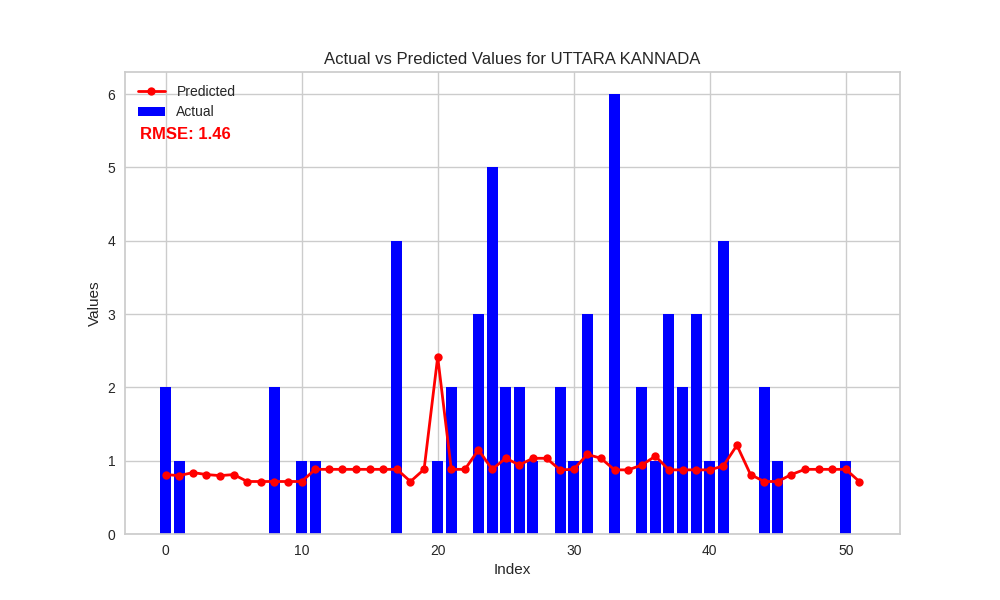 Actual vs Predicted Values for UTTARA KANNADA
Predicted
Actual
RMSE: 1.46
Values
6
5
4
3
2
1
0
0 10 20 30 40 50
Index